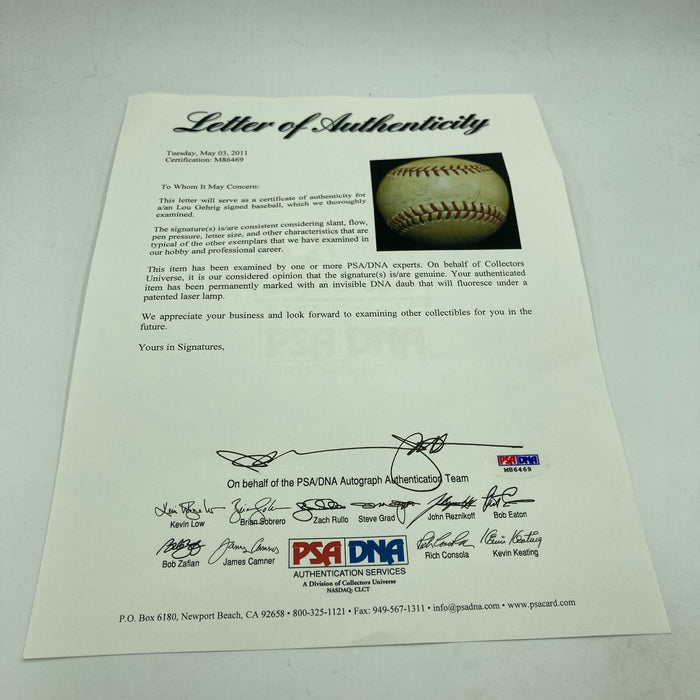 Letter of Authenticity
Tuesday, May 03, 2011
Certification: M86469
To Whom It May Concern:
This letter will serve as a certificate of authenticity for
a/an Lou Gehrig signed baseball, which we thoroughly
examined.
The signature(s) is/are consistent considering slant, flow,
pen pressure, letter size, and other characteristics that are
typical of the other exemplars that we have examined in
our hobby and professional career.
This item has been examined by one or more PSA/DNA experts. On behalf of Collectors
Universe, it is our considered opinion that the signature(s) is/are genuine. Your authenticated
item has been permanently marked with an invisible DNA daub that will fluoresce under a
patented laser lamp.
We appreciate your business and look forward to examining other collectibles for you in the
future.
Yours in Signatures,
PSA DNA
PSA DNA
M86469
On behalf of the PSA/DNA Autograph Authentication Team
Kevin Low
Brian Sobrero
Zach Rullo
Steve Grad
John Reznikoff
Bob Eaton
Bob Zafian
James Camner
PSA DNA
Rich Consola
Kevin Keating
AUTHENTICATION SERVICES
A Division of Collectors Universe
NASDAQ: CLCT
P.O. Box 6180, Newport Beach, CA 92658 • 800-325-1121 • Fax: 949-567-1311 • info@psadna.com • www.psacard.com